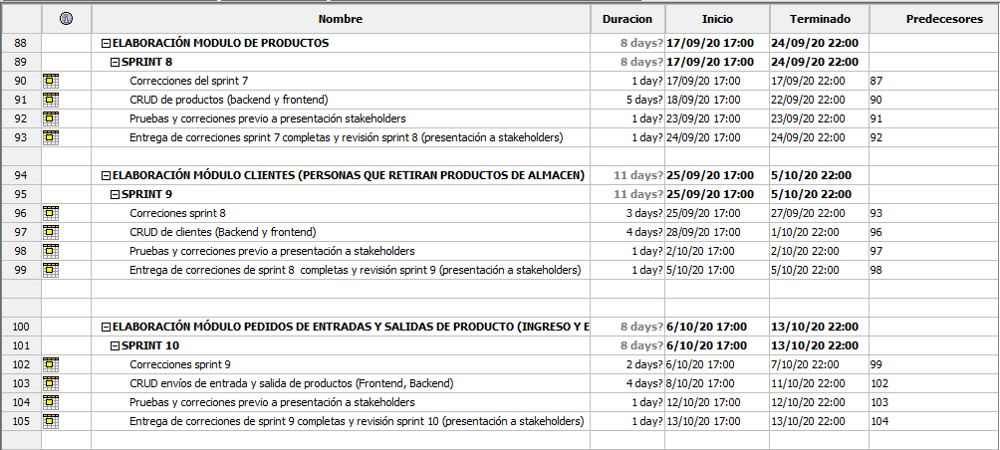 Nombre Duracion Inicio Terminado Predecesores
88 ELABORACIÓN MODULO DE PRODUCTOS 8 days? 17/09/20 17:00 24/09/20 22:00
89 SPRINT 8 8 days? 17/09/20 17:00 24/09/20 22:00
90 Correcciones del sprint 7 1 day? 17/09/20 17:00 17/09/20 22:00 87
91 CRUD de productos (backend y frontend) 5 days? 18/09/20 17:00 22/09/20 22:00 90
92 Pruebas y correciones previo a presentación stakeholders 1 day? 23/09/20 17:00 23/09/20 22:00 91
93 Entrega de correciones sprint 7 completas y revisión sprint 8 (presentación a stakeholders) 1 day? 24/09/20 17:00 24/09/20 22:00 92
94 ELABORACIÓN MÓDULO CLIENTES (PERSONAS QUE RETIRAN PRODUCTOS DE ALMACEN) 11 days? 25/09/20 17:00 5/10/20 22:00
95 SPRINT 9 11 days? 25/09/20 17:00 5/10/20 22:00
96 Correciones sprint 8 3 days? 25/09/20 17:00 27/09/20 22:00 93
97 CRUD de clientes (Backend y frontend) 4 days? 28/09/20 17:00 1/10/20 22:00 96
98 Pruebas y correciones previo a presentación a stakeholders 1 day? 2/10/20 17:00 2/10/20 22:00 97
99 Entrega de correciones de sprint 8 completas y revisión sprint 9 (presentación a stakeholders) 1 day? 5/10/20 17:00 5/10/20 22:00 98
100 ELABORACIÓN MÓDULO PEDIDOS DE ENTRADAS Y SALIDAS DE PRODUCTO (INGRESO Y E 8 days? 6/10/20 17:00 13/10/20 22:00
101 SPRINT 10 8 days? 6/10/20 17:00 13/10/20 22:00
102 Correcciones sprint 9 2 days? 6/10/20 17:00 7/10/20 22:00 99
103 CRUD envíos de entrada y salida de productos (Frontend, Backend) 4 days? 8/10/20 17:00 11/10/20 22:00 102
104 Pruebas y correciones previo a presentación a stakeholders 1 day? 12/10/20 17:00 12/10/20 22:00 103
105 Entrega de correciones de sprint 9 completas y revisión sprint 10 (presentación a stakeholders) 1 day? 13/10/20 17:00 13/10/20 22:00 104